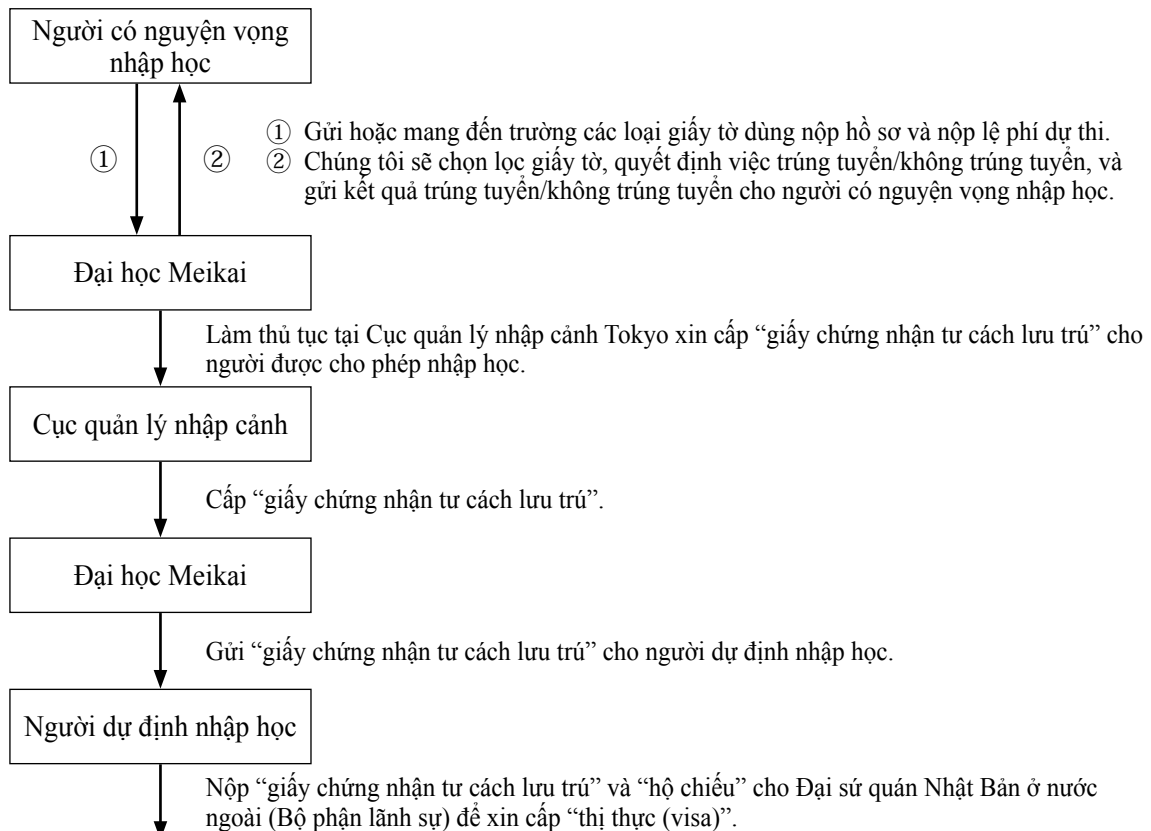 Người có nguyện vọng
nhập học
①
②
① Gửi hoặc mang đến trường các loại giấy tờ dùng nộp hồ sơ và nộp lệ phí dự thi.
② Chúng tôi sẽ chọn lọc giấy tờ, quyết định việc trúng tuyển/không trúng tuyển, và
gửi kết quả trúng tuyển/không trúng tuyển cho người có nguyện vọng nhập học.
Đại học Meikai
Làm thủ tục tại Cục quản lý nhập cảnh Tokyo xin cấp “giấy chứng nhận tư cách lưu trú” cho
người được cho phép nhập học.
Cục quản lý nhập cảnh
Cấp “giấy chứng nhận tư cách lưu trú”.
Đại học Meikai
Gửi “giấy chứng nhận tư cách lưu trú” cho người dự định nhập học.
Người dự định nhập học
Nộp “giấy chứng nhận tư cách lưu trú” và “hộ chiếu” cho Đại sứ quán Nhật Bản ở nước
ngoài (Bộ phận lãnh sự) để xin cấp “thị thực (visa)”.